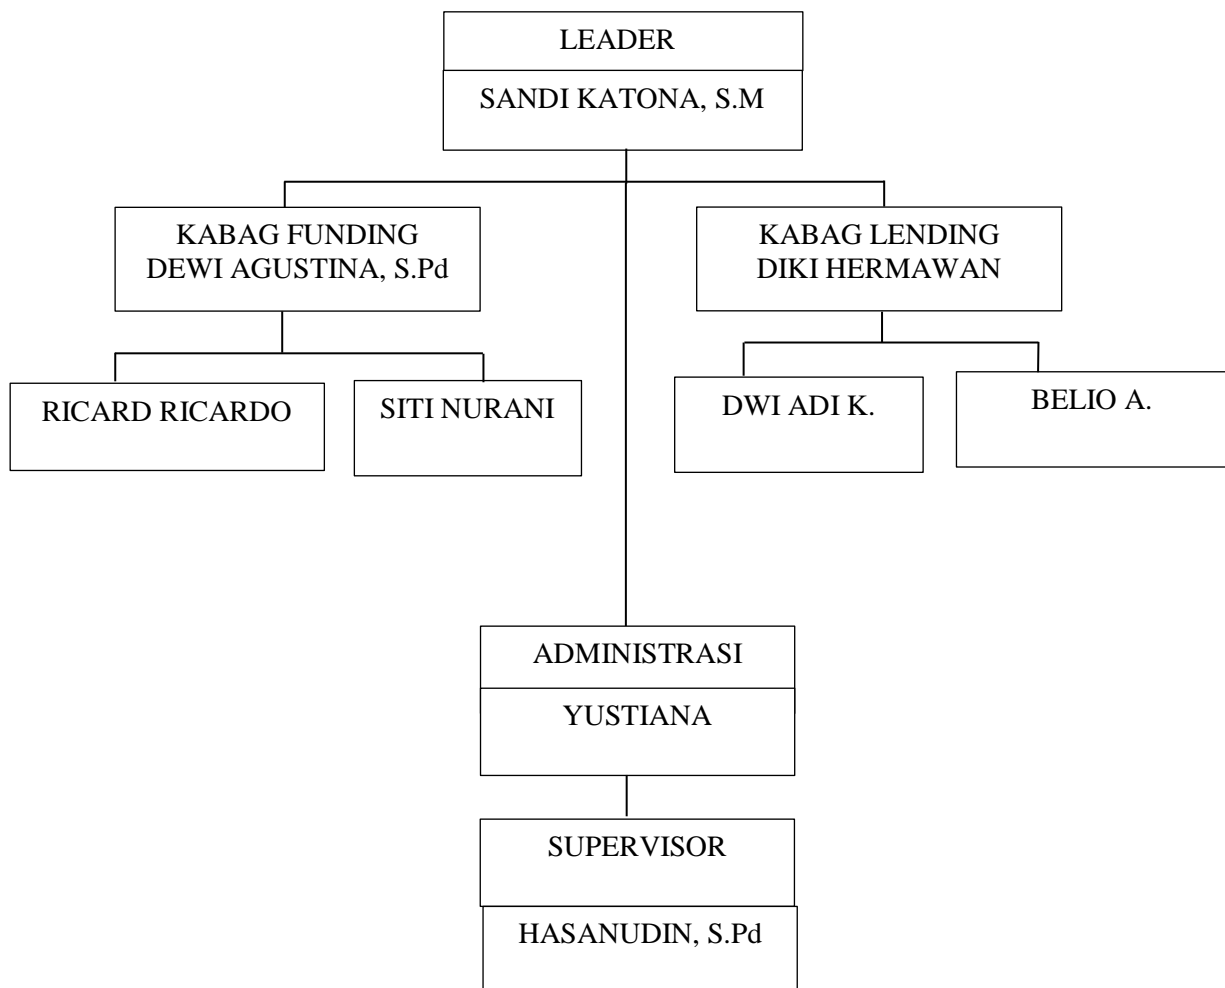 LEADER
SANDI KATONA, S.M
KABAG FUNDING
DEWI AGUSTINA, S.Pd
KABAG LENDING
DIKI HERMAWAN
RICARD RICARDO
SITI NURANI
DWI ADI K.
BELIO A.
ADMINISTRASI
YUSTIANA
SUPERVISOR
HASANUDIN, S.Pd